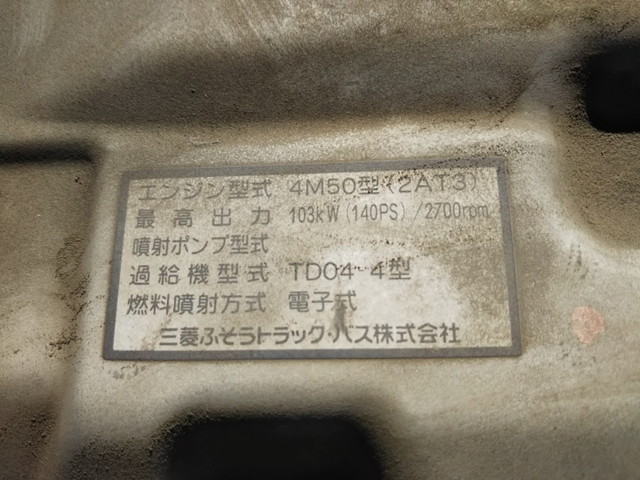 エンジン型式 4M50型(2AT3)
最高出力 103kW(140PS)/2700rpm
噴射ポンプ型式
過給機型式 TD04-4型
燃料噴射方式 電子式
三菱ふそうトラック・バス株式会社